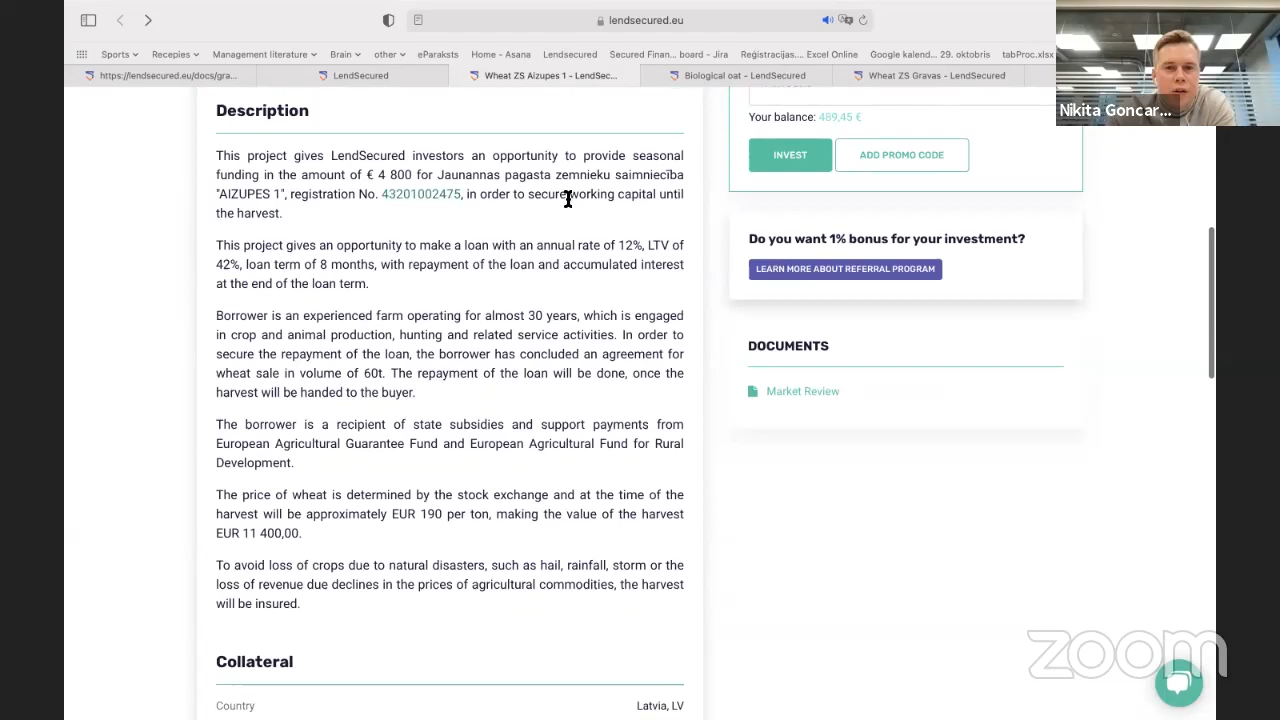 lendsecured.eu
Sports
Recepies
Management literature
Brain
other
eParaksts
Home - Asana
Lendsecured
Secured Finan... board - Jira
Reģistrācijas... Excel Online
Google kalend... 29. oktobris
tabProc.xlsx
https://lendsecured.eu/docs/gra...
LendSecured
Wheat ZS Aizupes 1 - LendSec...
Biological oat - LendSecured
Wheat ZS Gravas - LendSecured
Nikita Goncar...
Description
This project gives LendSecured investors an opportunity to provide seasonal
funding in the amount of € 4 800 for Jaunannas pagasta zemnieku saimniecība
"AIZUPES 1", registration No. 43201002475, in order to secure working capital until
the harvest.
This project gives an opportunity to make a loan with an annual rate of 12%, LTV of
42%, loan term of 8 months, with repayment of the loan and accumulated interest
at the end of the loan term.
Borrower is an experienced farm operating for almost 30 years, which is engaged
in crop and animal production, hunting and related service activities. In order to
secure the repayment of the loan, the borrower has concluded an agreement for
wheat sale in volume of 60t. The repayment of the loan will be done, once the
harvest will be handed to the buyer.
The borrower is a recipient of state subsidies and support payments from
European Agricultural Guarantee Fund and European Agricultural Fund for Rural
Development.
The price of wheat is determined by the stock exchange and at the time of the
harvest will be approximately EUR 190 per ton, making the value of the harvest
EUR 11 400,00.
To avoid loss of crops due to natural disasters, such as hail, rainfall, storm or the
loss of revenue due declines in the prices of agricultural commodities, the harvest
will be insured.
Collateral
Country
Latvia, LV
Your balance: 489,45 €
INVEST
ADD PROMO CODE
Do you want 1% bonus for your investment?
LEARN MORE ABOUT REFERRAL PROGRAM
DOCUMENTS
Market Review
zoom